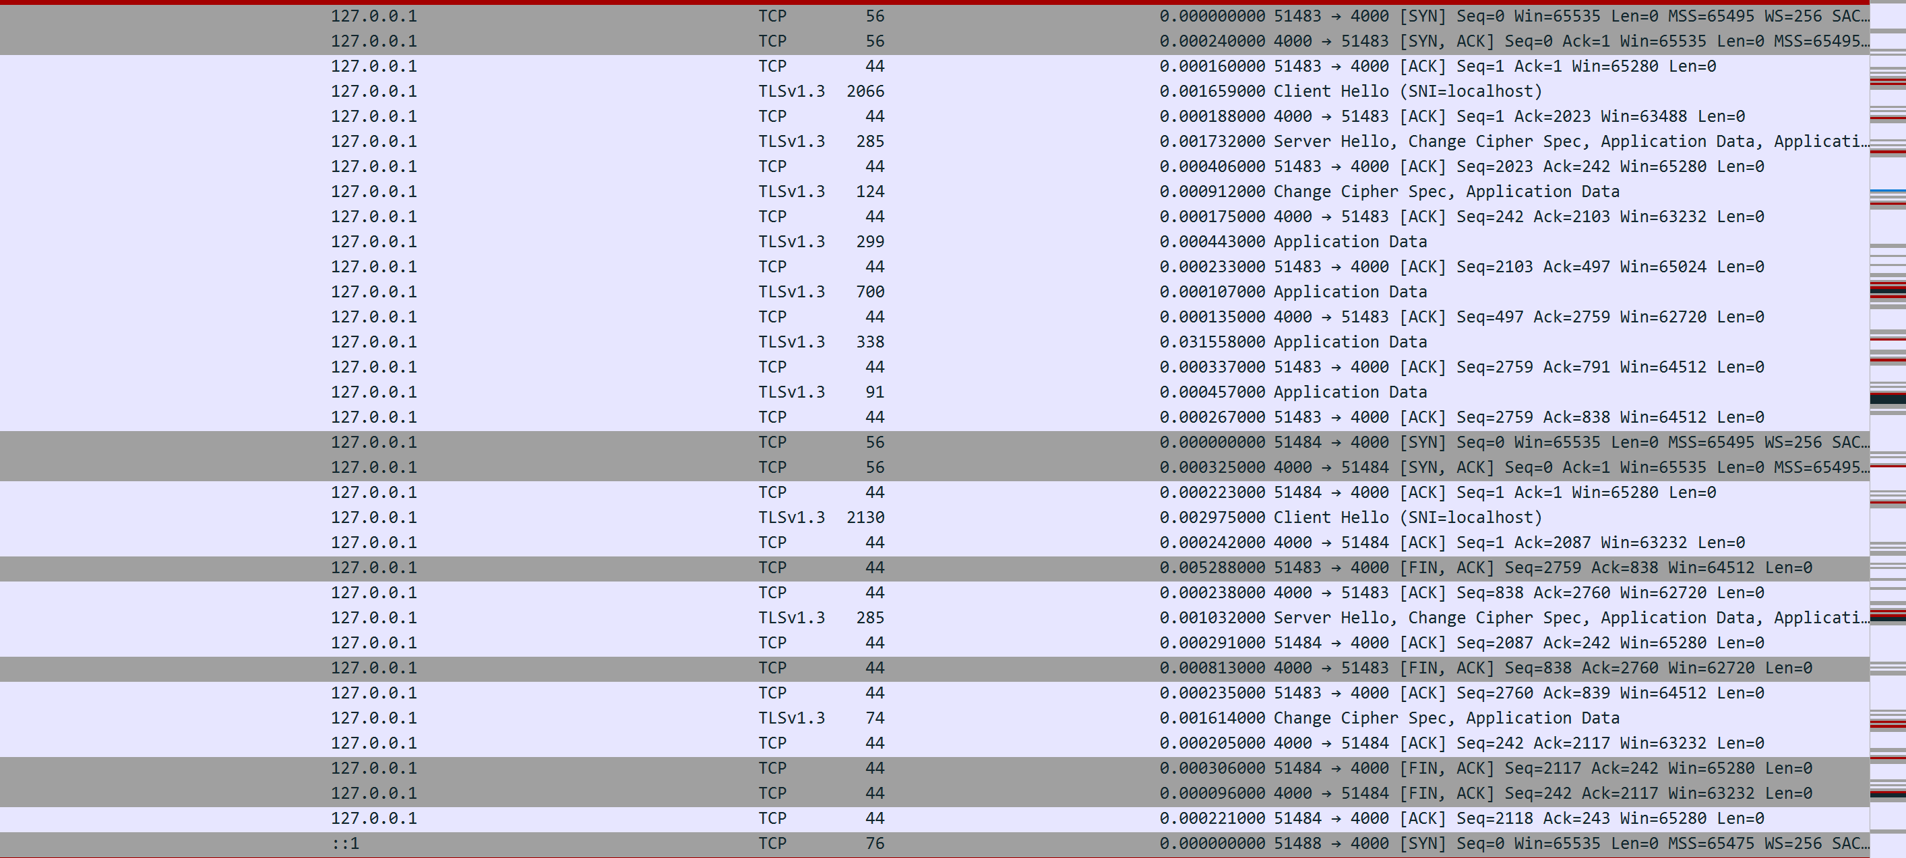 127.0.0.1 TCP 56 0.000000000 51483 → 4000 [SYN] Seq=0 Win=65535 Len=0 MSS=65495 WS=256 SAC…
127.0.0.1 TCP 56 0.000240000 4000 → 51483 [SYN, ACK] Seq=0 Ack=1 Win=65535 Len=0 MSS=65495…
127.0.0.1 TCP 44 0.000160000 51483 → 4000 [ACK] Seq=1 Ack=1 Win=65280 Len=0
127.0.0.1 TLSv1.3 2066 0.001659000 Client Hello (SNI=localhost)
127.0.0.1 TCP 44 0.000188000 4000 → 51483 [ACK] Seq=1 Ack=2023 Win=63488 Len=0
127.0.0.1 TLSv1.3 285 0.001732000 Server Hello, Change Cipher Spec, Application Data, Applicati…
127.0.0.1 TCP 44 0.000406000 51483 → 4000 [ACK] Seq=2023 Ack=242 Win=65280 Len=0
127.0.0.1 TLSv1.3 124 0.000912000 Change Cipher Spec, Application Data
127.0.0.1 TCP 44 0.000175000 4000 → 51483 [ACK] Seq=242 Ack=2103 Win=63232 Len=0
127.0.0.1 TLSv1.3 299 0.000443000 Application Data
127.0.0.1 TCP 44 0.000233000 51483 → 4000 [ACK] Seq=2103 Ack=497 Win=65024 Len=0
127.0.0.1 TLSv1.3 700 0.000107000 Application Data
127.0.0.1 TCP 44 0.000135000 4000 → 51483 [ACK] Seq=497 Ack=2759 Win=62720 Len=0
127.0.0.1 TLSv1.3 338 0.031558000 Application Data
127.0.0.1 TCP 44 0.000337000 51483 → 4000 [ACK] Seq=2759 Ack=791 Win=64512 Len=0
127.0.0.1 TLSv1.3 91 0.000457000 Application Data
127.0.0.1 TCP 44 0.000267000 51483 → 4000 [ACK] Seq=2759 Ack=838 Win=64512 Len=0
127.0.0.1 TCP 56 0.000000000 51484 → 4000 [SYN] Seq=0 Win=65535 Len=0 MSS=65495 WS=256 SAC…
127.0.0.1 TCP 56 0.000325000 4000 → 51484 [SYN, ACK] Seq=0 Ack=1 Win=65535 Len=0 MSS=65495…
127.0.0.1 TCP 44 0.000223000 51484 → 4000 [ACK] Seq=1 Ack=1 Win=65280 Len=0
127.0.0.1 TLSv1.3 2130 0.002975000 Client Hello (SNI=localhost)
127.0.0.1 TCP 44 0.000242000 4000 → 51484 [ACK] Seq=1 Ack=2087 Win=63232 Len=0
127.0.0.1 TCP 44 0.005288000 51483 → 4000 [FIN, ACK] Seq=2759 Ack=838 Win=64512 Len=0
127.0.0.1 TCP 44 0.000238000 4000 → 51483 [ACK] Seq=838 Ack=2760 Win=62720 Len=0
127.0.0.1 TLSv1.3 285 0.001032000 Server Hello, Change Cipher Spec, Application Data, Applicati…
127.0.0.1 TCP 44 0.000291000 51484 → 4000 [ACK] Seq=2087 Ack=242 Win=65280 Len=0
127.0.0.1 TCP 44 0.000813000 4000 → 51483 [FIN, ACK] Seq=838 Ack=2760 Win=62720 Len=0
127.0.0.1 TCP 44 0.000235000 51483 → 4000 [ACK] Seq=2760 Ack=839 Win=64512 Len=0
127.0.0.1 TLSv1.3 74 0.001614000 Change Cipher Spec, Application Data
127.0.0.1 TCP 44 0.000205000 4000 → 51484 [ACK] Seq=242 Ack=2117 Win=63232 Len=0
127.0.0.1 TCP 44 0.000306000 51484 → 4000 [FIN, ACK] Seq=2117 Ack=242 Win=65280 Len=0
127.0.0.1 TCP 44 0.000096000 4000 → 51484 [FIN, ACK] Seq=242 Ack=2117 Win=63232 Len=0
127.0.0.1 TCP 44 0.000221000 51484 → 4000 [ACK] Seq=2118 Ack=243 Win=65280 Len=0
::1 TCP 76 0.000000000 51488 → 4000 [SYN] Seq=0 Win=65535 Len=0 MSS=65475 WS=256 SAC…